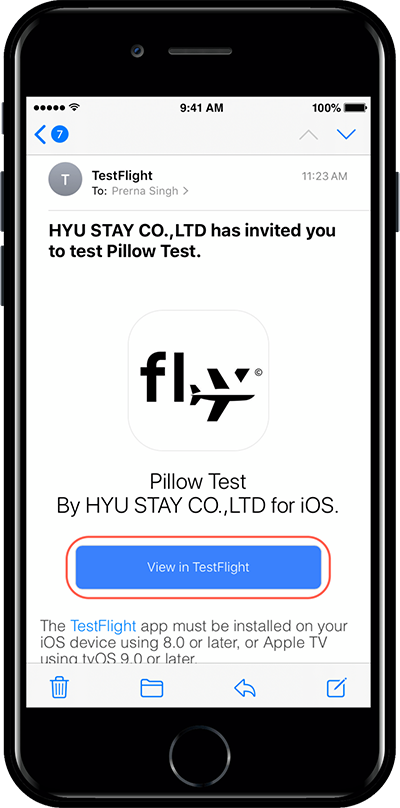 9:41 AM
100%
7
T
TestFlight
11:23 AM
To: Prerna Singh >
HYU STAY CO.,LTD has invited you
to test Pillow Test.
fly©
Pillow Test
By HYU STAY CO.,LTD for iOS.
View in TestFlight
The TestFlight app must be installed on your
iOS device using 8.0 or later, or Apple TV
using tvOS 9.0 or later.